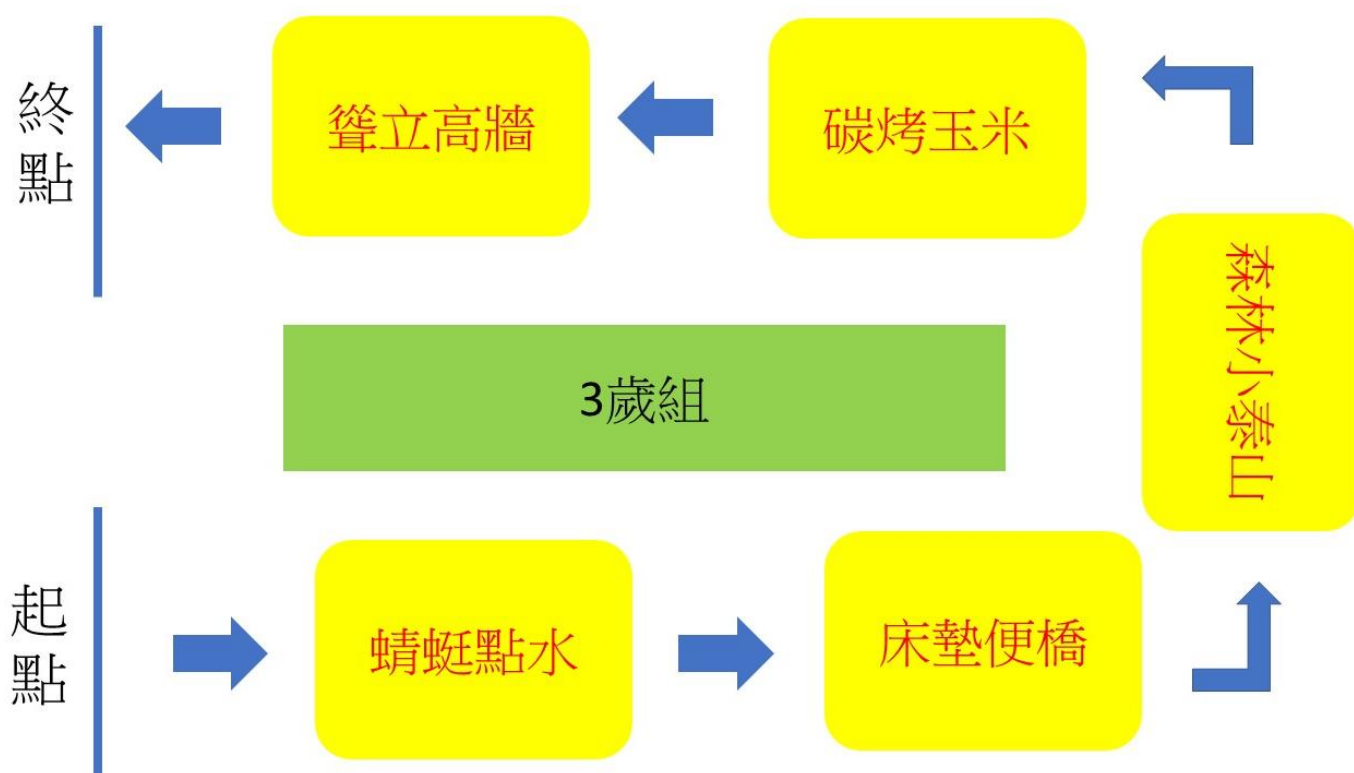 終點
聳立高牆
碳烤玉米
森林小泰山
3歲組
起點
蜻蜓點水
床墊便橋